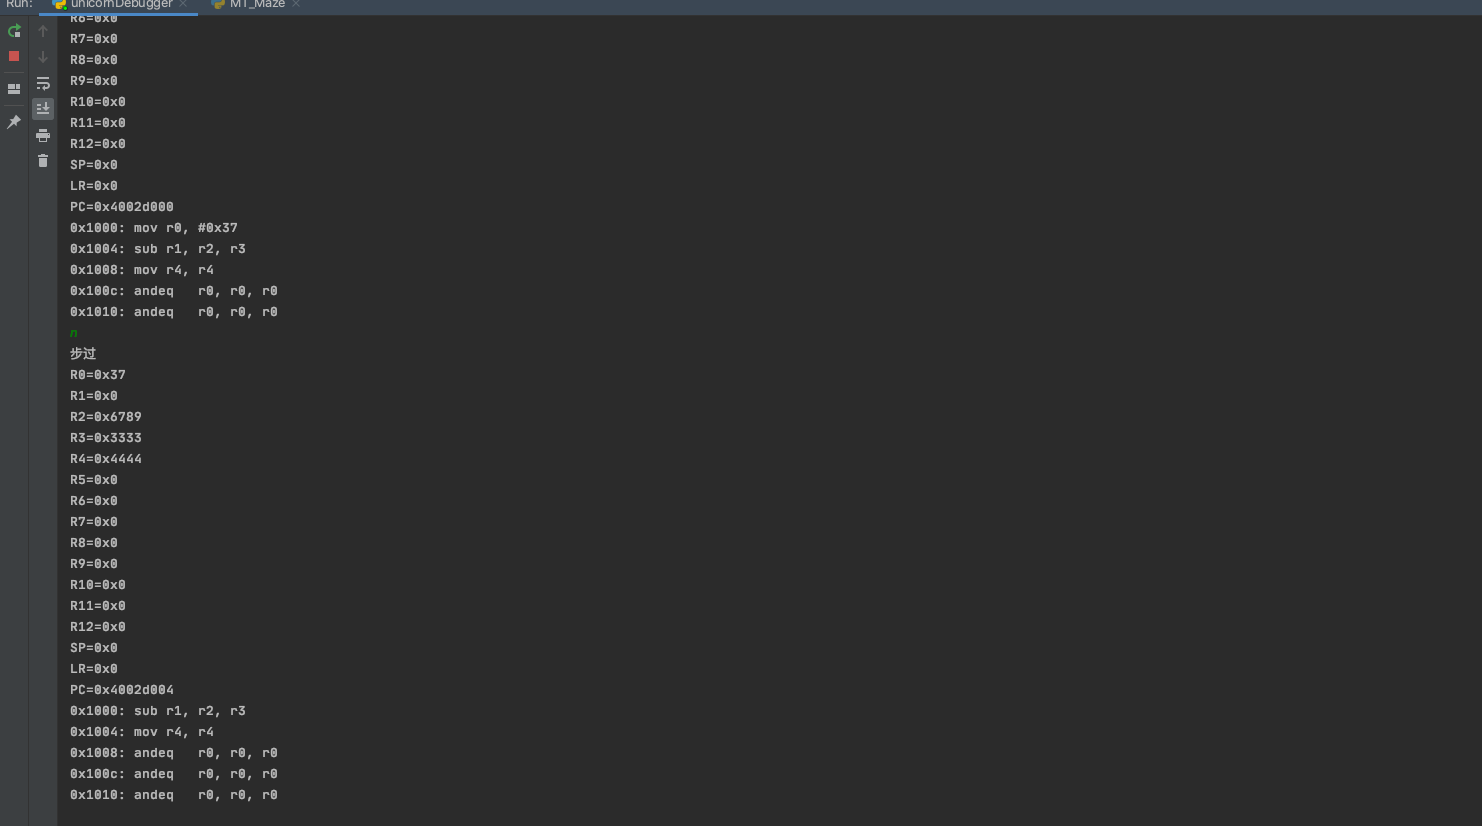 Run: unicornDebugger MT_Maze
R6=0x0
R7=0x0
R8=0x0
R9=0x0
R10=0x0
R11=0x0
R12=0x0
SP=0x0
LR=0x0
PC=0x4002d000
0x1000: mov r0, #0x37
0x1004: sub r1, r2, r3
0x1008: mov r4, r4
0x100c: andeq   r0, r0, r0
0x1010: andeq   r0, r0, r0
n
步过
R0=0x37
R1=0x0
R2=0x6789
R3=0x3333
R4=0x4444
R5=0x0
R6=0x0
R7=0x0
R8=0x0
R9=0x0
R10=0x0
R11=0x0
R12=0x0
SP=0x0
LR=0x0
PC=0x4002d004
0x1000: sub r1, r2, r3
0x1004: mov r4, r4
0x1008: andeq   r0, r0, r0
0x100c: andeq   r0, r0, r0
0x1010: andeq   r0, r0, r0